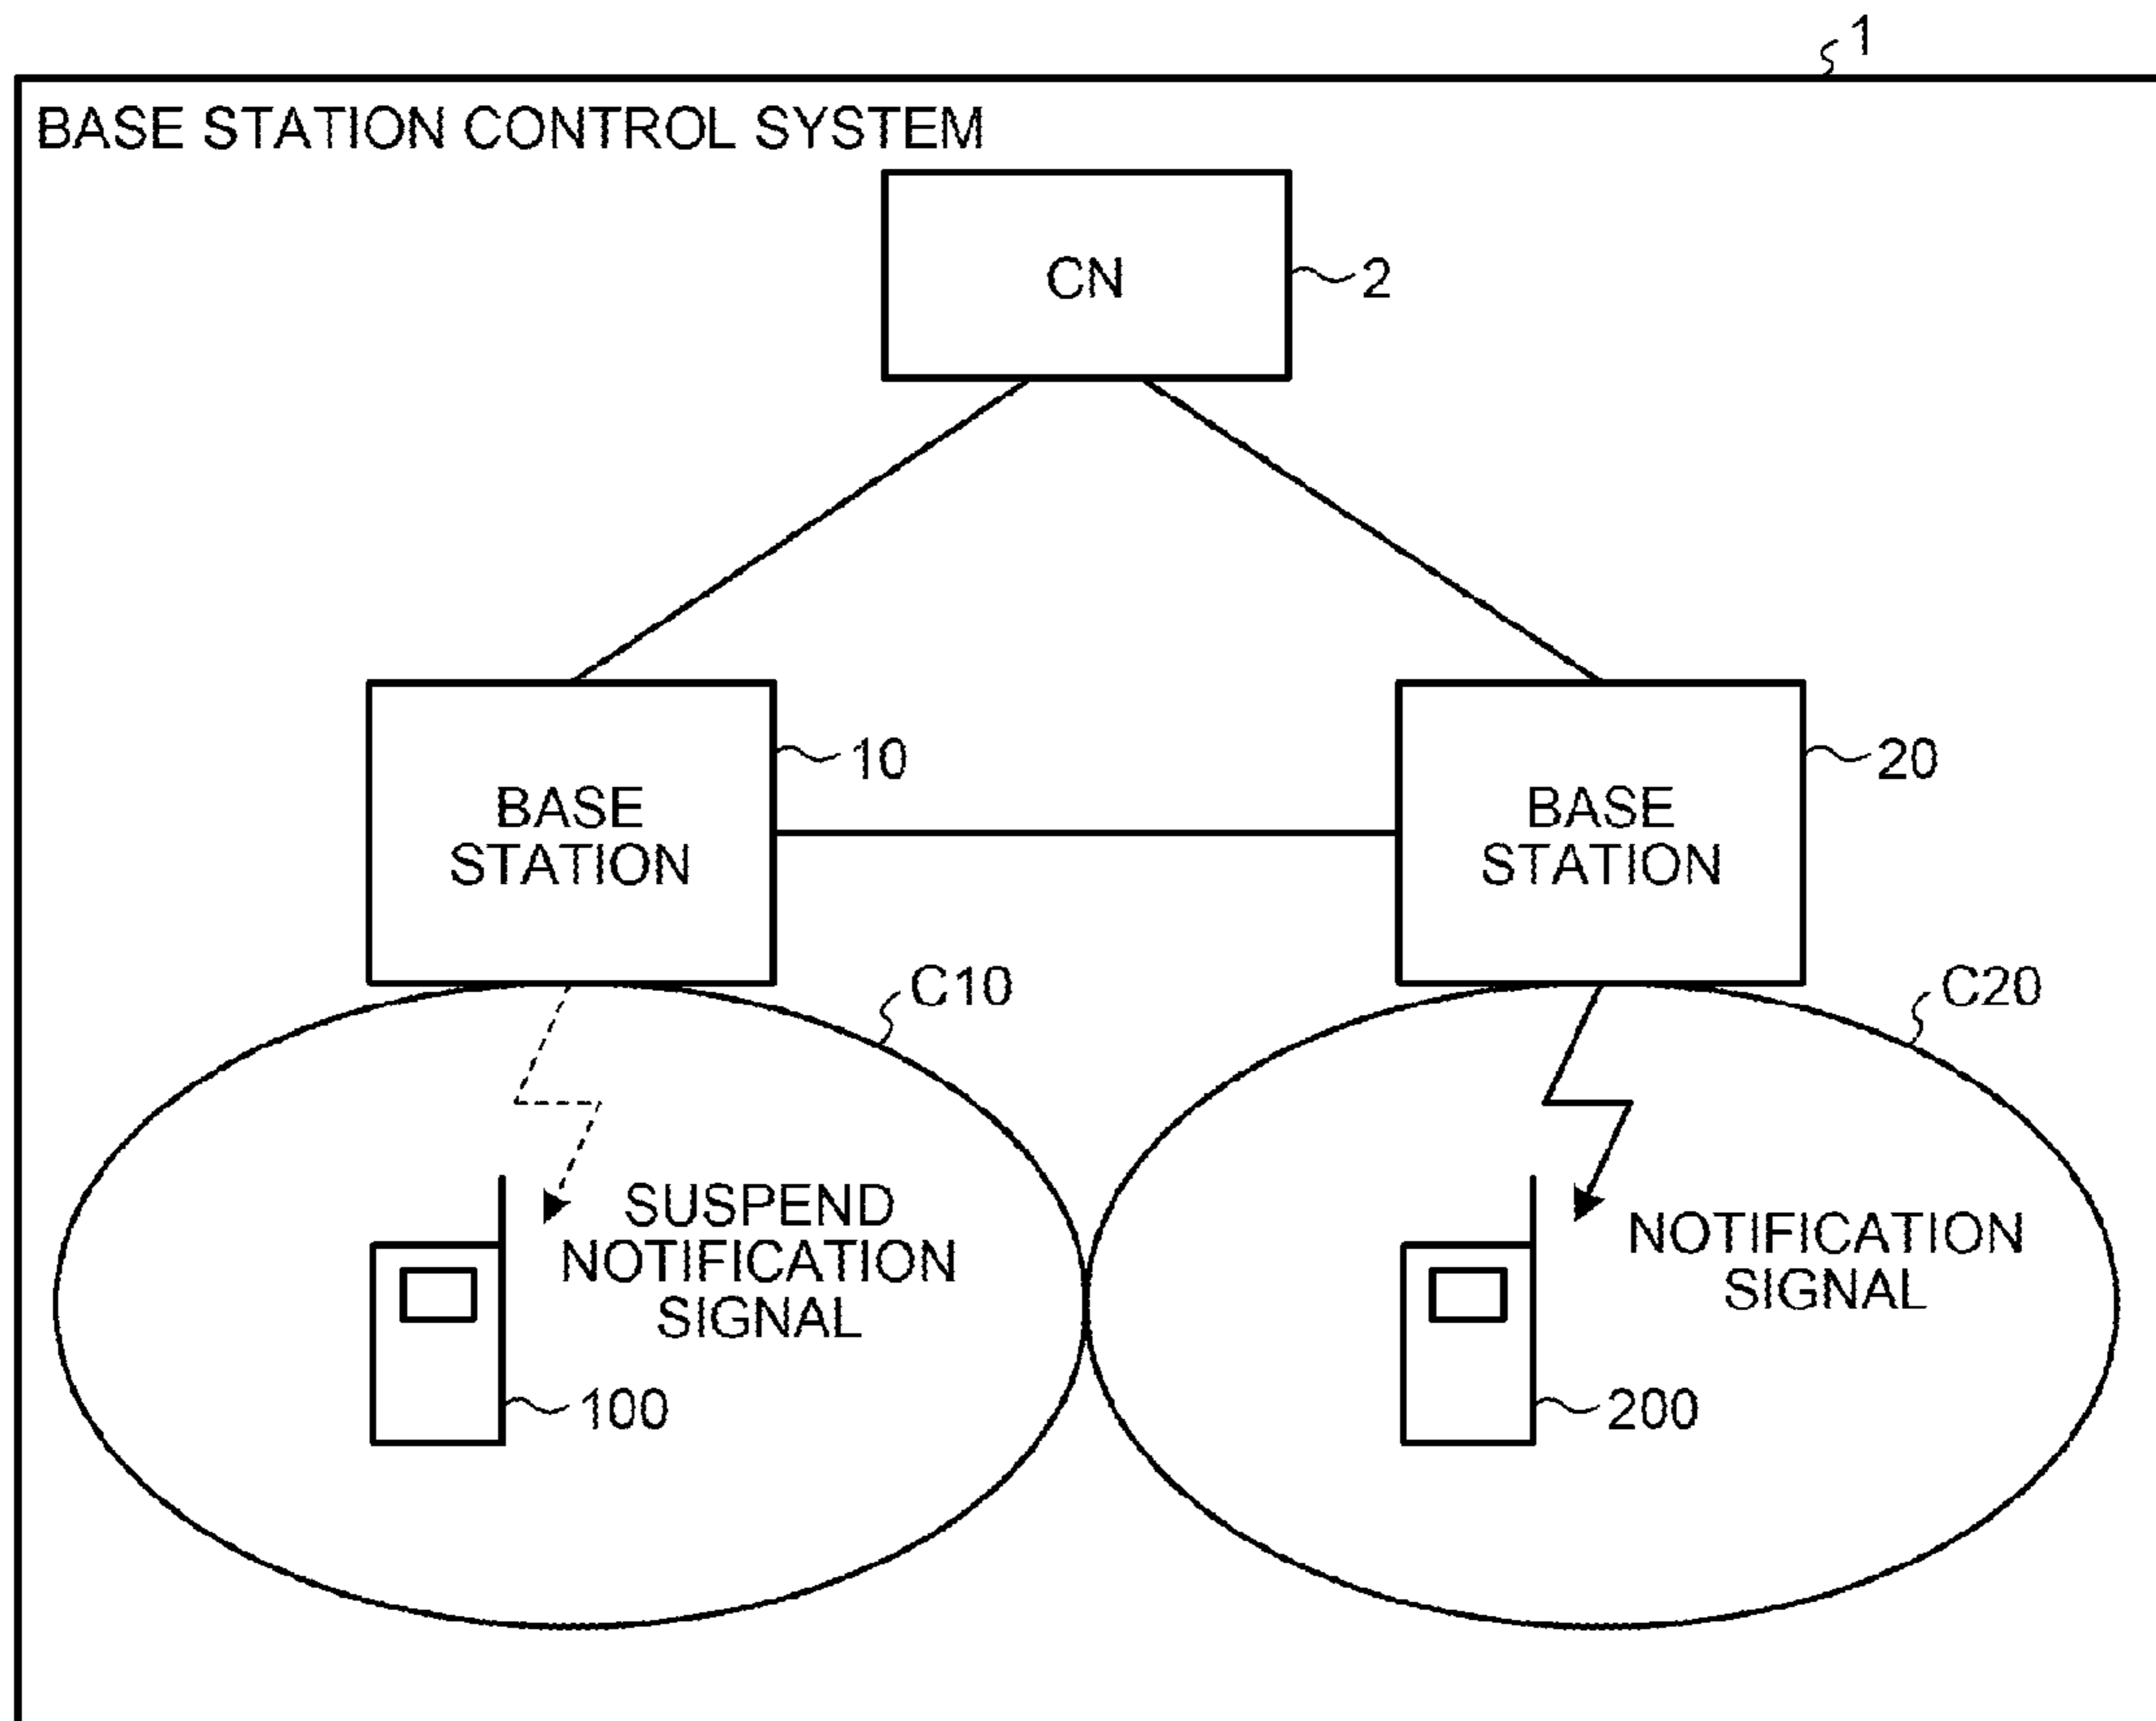 1
BASE STATION CONTROL SYSTEM
CN
2
10
20
BASE
STATION
BASE
STATION
C10
C20
SUSPEND
NOTIFICATION
SIGNAL
NOTIFICATION
SIGNAL
100
200